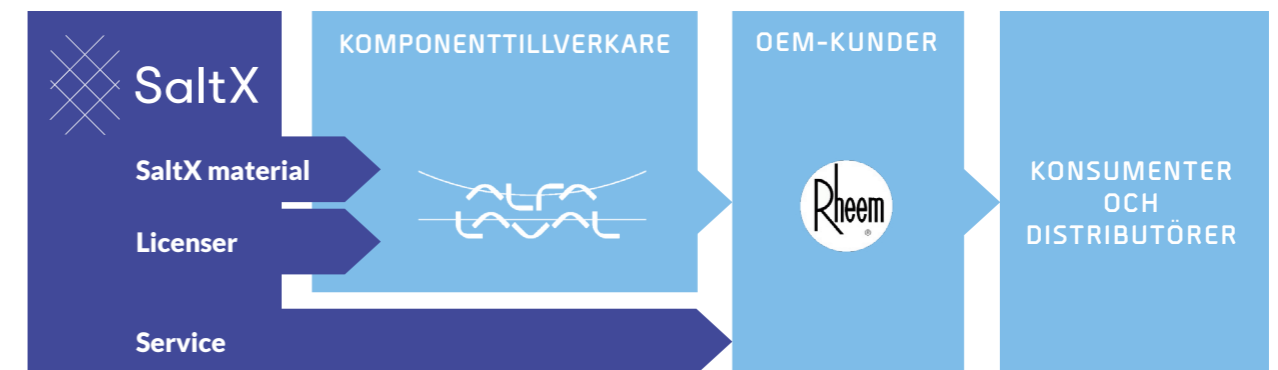 SaltX
SaltX material
Licenser
Service
KOMPONENTTILLVERKARE
ALFA
LAVAL
OEM-KUNDER
Rheem
®
KONSUMENTER
OCH
DISTRIBUTÖRER